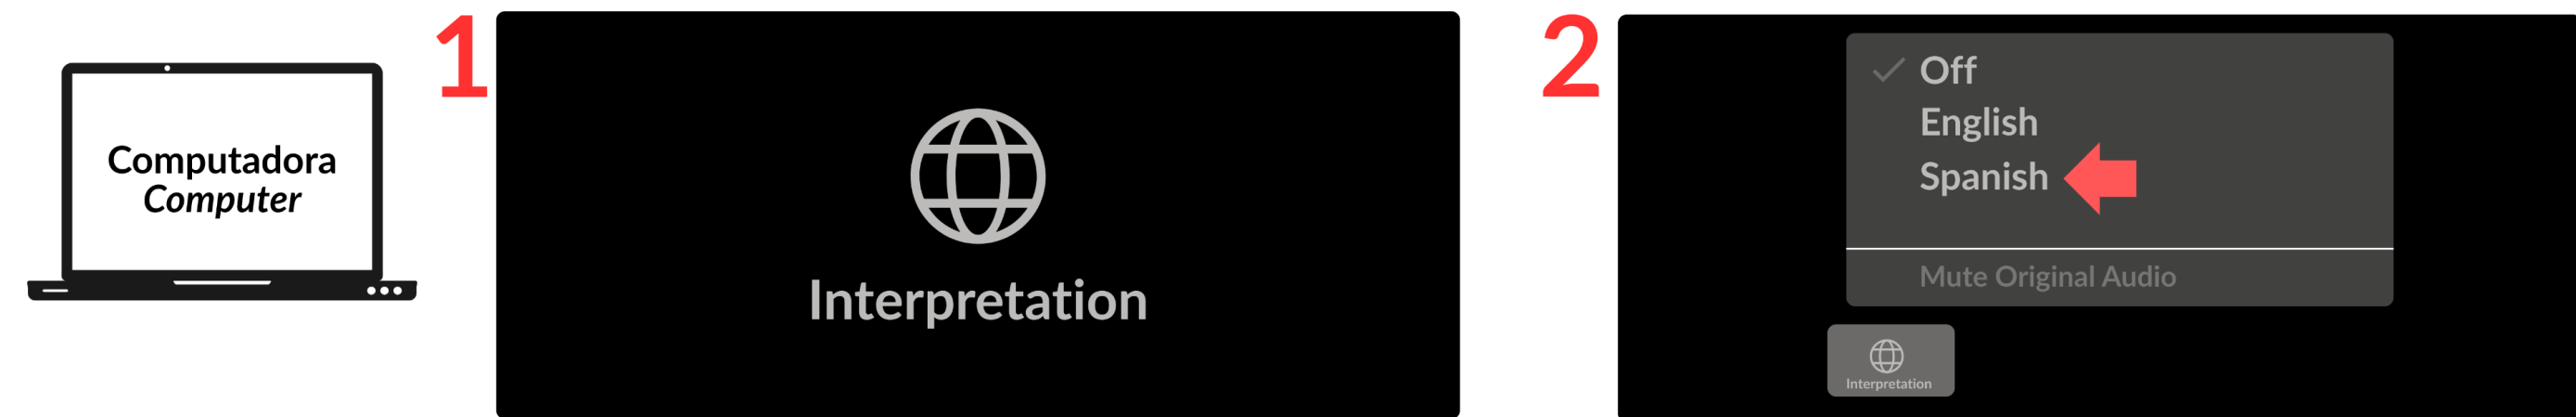 Computadora
Computer
1
Interpretation
2
Off
English
Spanish
Mute Original Audio
Interpretation